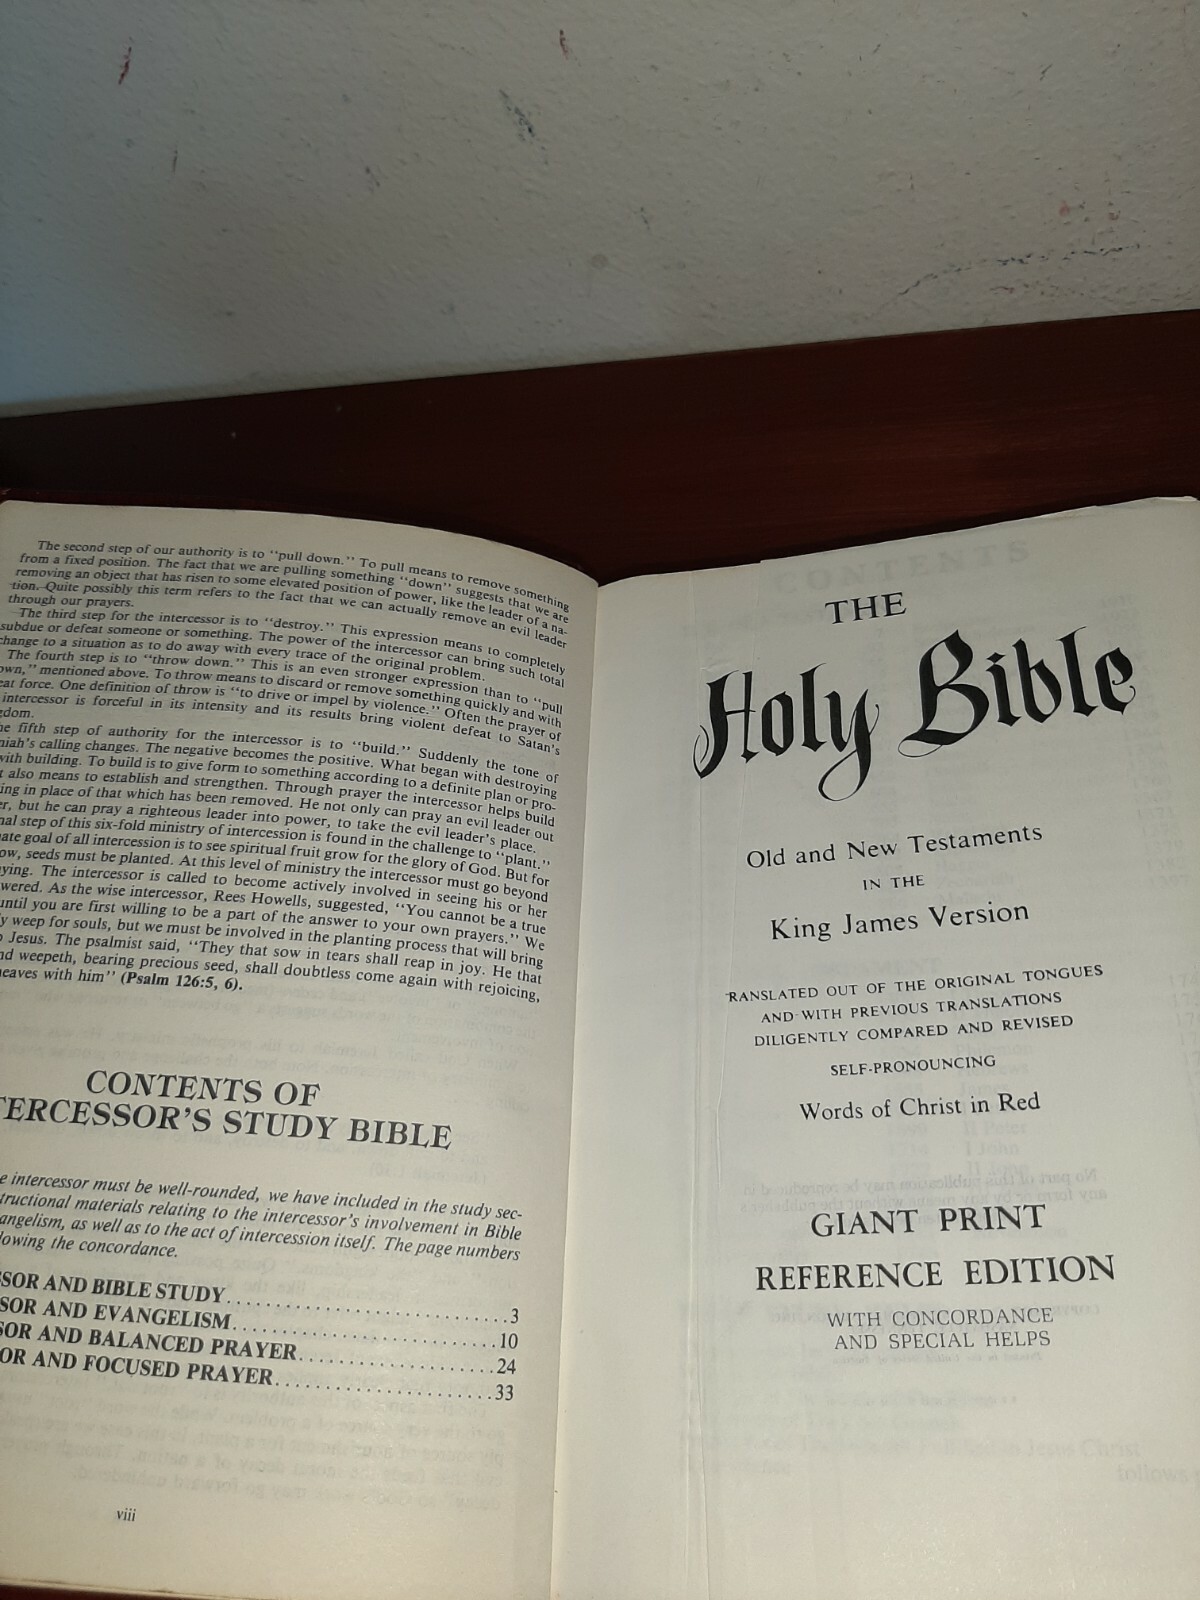 The second step of our authority is to "pull down." To pull means to remove something
from a fixed position. The fact that we are pulling something "down" suggests that we are
removing an object that has risen to some elevated position of power, like the leader of a na-
tion. Quite possibly this term refers to the fact that we can actually remove an evil leader
through our prayers.
The third step for the intercessor is to "destroy." This expression means to completely
subdue or defeat someone or something. The power of the intercessor can bring such total
change to a situation as to do away with every trace of the original problem.
The fourth step is to "throw down." This is an even stronger expression than to "pull
own," mentioned above. To throw means to discard or remove something quickly and with
eat force. One definition of throw is "to drive or impel by violence." Often the prayer of
intercessor is forceful in its intensity and its results bring violent defeat to Satan's
gdom.
he fifth step of authority for the intercessor is to "build." Suddenly the tone of
miah's calling changes. The negative becomes the positive. What began with destroying
with building. To build is to give form to something according to a definite plan or pro-
t also means to establish and strengthen. Through prayer the intercessor helps build
ing in place of that which has been removed. He not only can pray an evil leader out
er, but he can pray a righteous leader into power, to take the evil leader's place.
nal step of this six-fold ministry of intercession is found in the challenge to "plant."
ate goal of all intercession is to see spiritual fruit grow for the glory of God. But for
ow, seeds must be planted. At this level of ministry the intercessor must go beyond
ying. The intercessor is called to become actively involved in seeing his or her
wered. As the wise intercessor, Rees Howells, suggested, "You cannot be a true
until you are first willing to be a part of the answer to your own prayers." We
y weep for souls, but we must be involved in the planting process that will bring
o Jesus. The psalmist said, "They that sow in tears shall reap in joy. He that
nd weepeth, bearing precious seed, shall doubtless come again with rejoicing,
heaves with him" (Psalm 126:5, 6).
CONTENTS OF
TERCESSOR'S STUDY BIBLE
e intercessor must be well-rounded, we have included in the study sec-
tructional materials relating to the intercessor's involvement in Bible
angelism, as well as to the act of intercession itself. The page numbers
lowing the concordance.
SSOR AND BIBLE STUDY..............................3
SSOR AND EVANGELISM..............................10
SOR AND BALANCED PRAYER......................24
OR AND FOCUSED PRAYER.........................33
viii
THE
Holy Bible
Old and New Testaments
IN THE
King James Version
TRANSLATED OUT OF THE ORIGINAL TONGUES
AND WITH PREVIOUS TRANSLATIONS
DILIGENTLY COMPARED AND REVISED
SELF-PRONOUNCING
Words of Christ in Red
GIANT PRINT
REFERENCE EDITION
WITH CONCORDANCE
AND SPECIAL HELPS